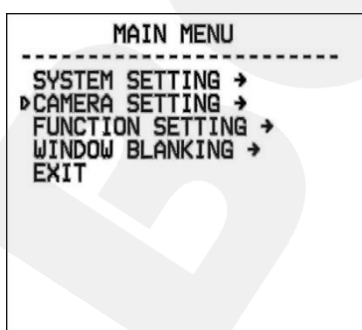 MAIN MENU
---------------------------
SYSTEM SETTING →
▷CAMERA SETTING →
FUNCTION SETTING →
WINDOW BLANKING →
EXIT